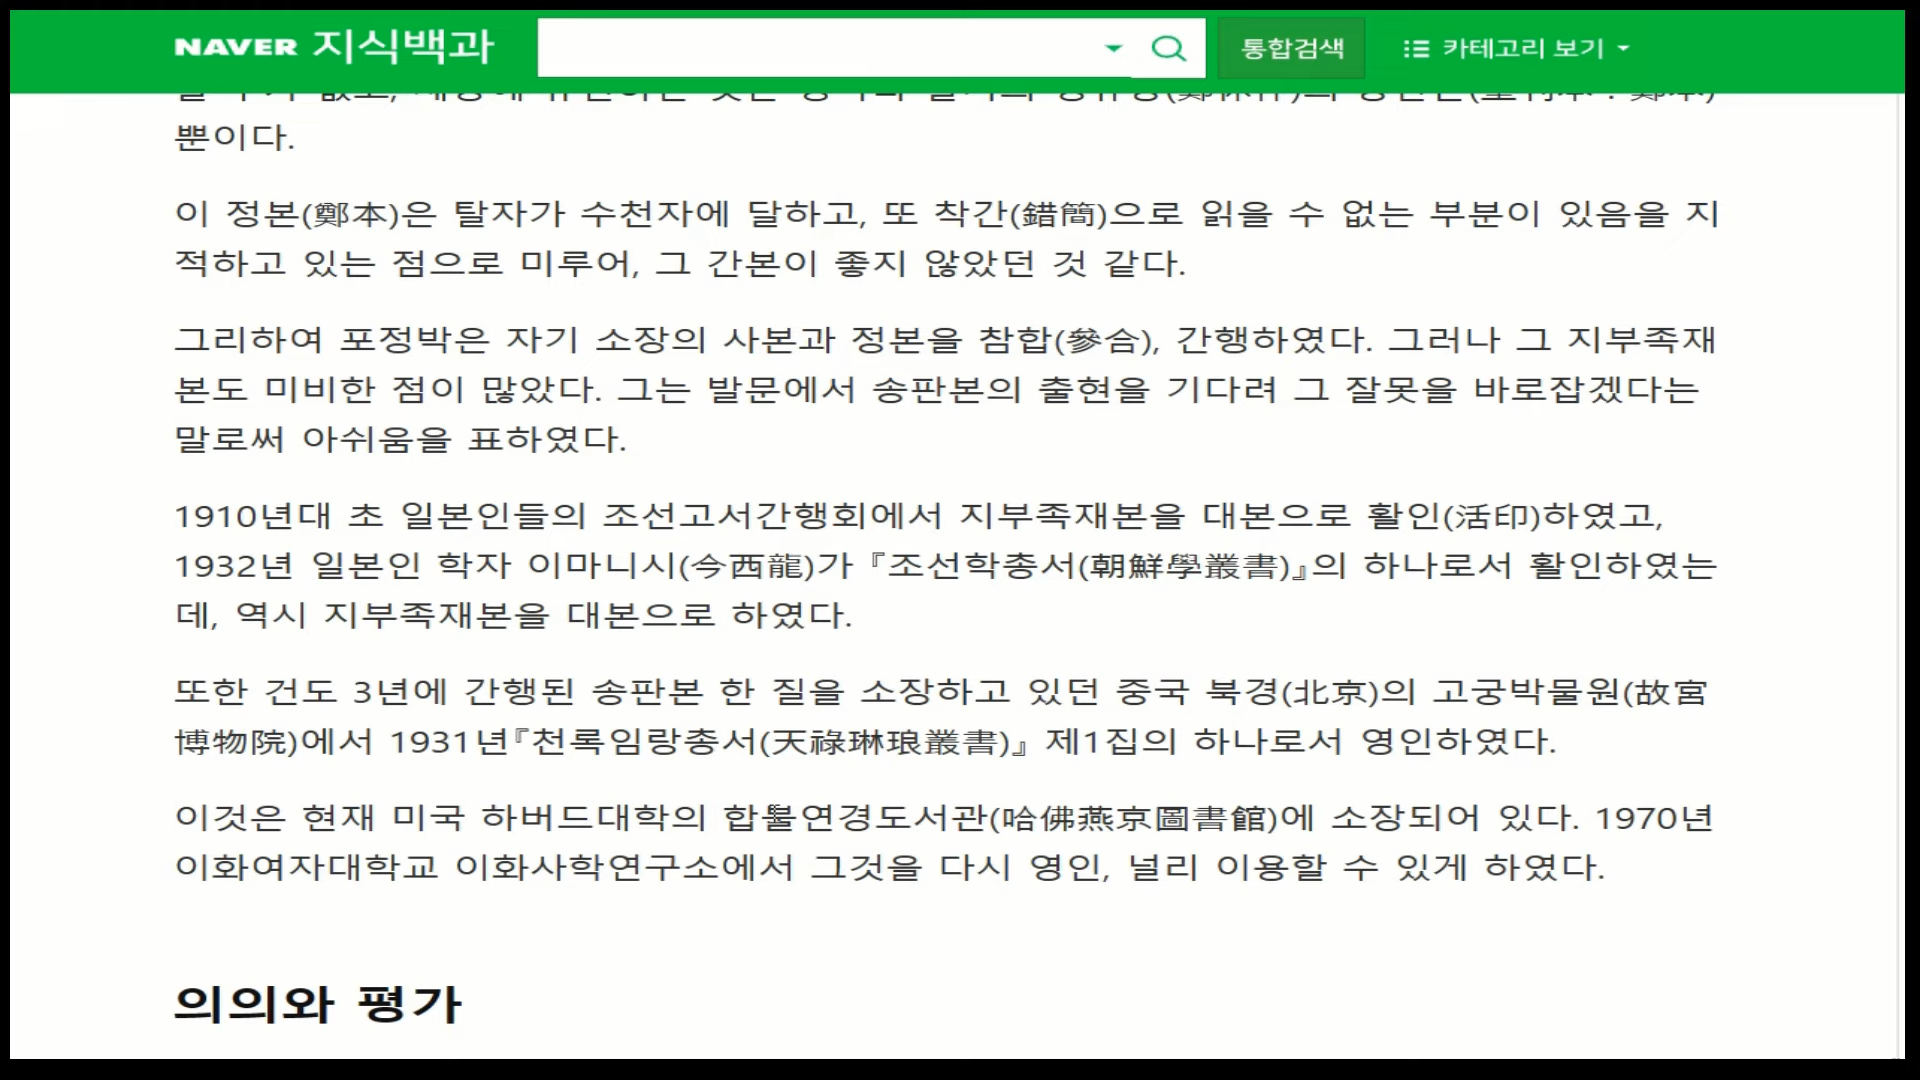 NAVER 지식백과
통합검색
카테고리 보기
뿐이다.
이 정본(鄭本)은 탈자가 수천자에 달하고, 또 착간(錯簡)으로 읽을 수 없는 부분이 있음을 지
적하고 있는 점으로 미루어, 그 간본이 좋지 않았던 것 같다.
그리하여 포정박은 자기 소장의 사본과 정본을 참합(參合), 간행하였다. 그러나 그 지부족재
본도 미비한 점이 많았다. 그는 발문에서 송판본의 출현을 기다려 그 잘못을 바로잡겠다는
말로써 아쉬움을 표하였다.
1910년대 초 일본인들의 조선고서간행회에서 지부족재본을 대본으로 활인(活印)하였고,
1932년 일본인 학자 이마니시(今西龍)가 『조선학총서(朝鮮學叢書)』의 하나로서 활인하였는
데, 역시 지부족재본을 대본으로 하였다.
또한 건도 3년에 간행된 송판본 한 질을 소장하고 있던 중국 북경(北京)의 고궁박물원(故宮
博物院)에서 1931년『천록임랑총서(天祿琳琅叢書)』 제1집의 하나로서 영인하였다.
이것은 현재 미국 하버드대학의 합불연경도서관(哈佛燕京圖書館)에 소장되어 있다. 1970년
이화여자대학교 이화사학연구소에서 그것을 다시 영인, 널리 이용할 수 있게 하였다.
의의와 평가